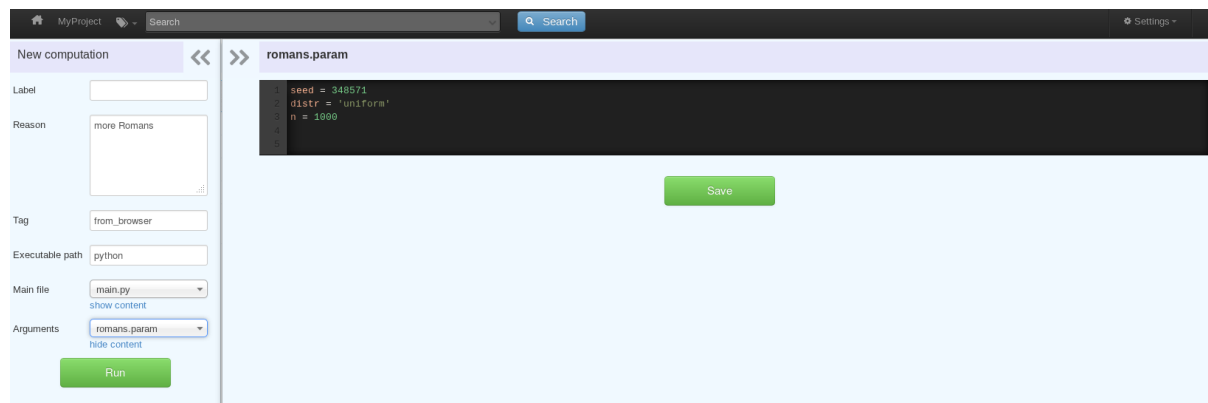 MyProject Search Search Settings
New computation
Label
Reason more Romans
Tag from_browser
Executable path python
Main file main.py
show content
Arguments romans.param
hide content
Run
romans.param
1 seed = 348571
2 distr = 'uniform'
3 n = 1000
4
5
Save